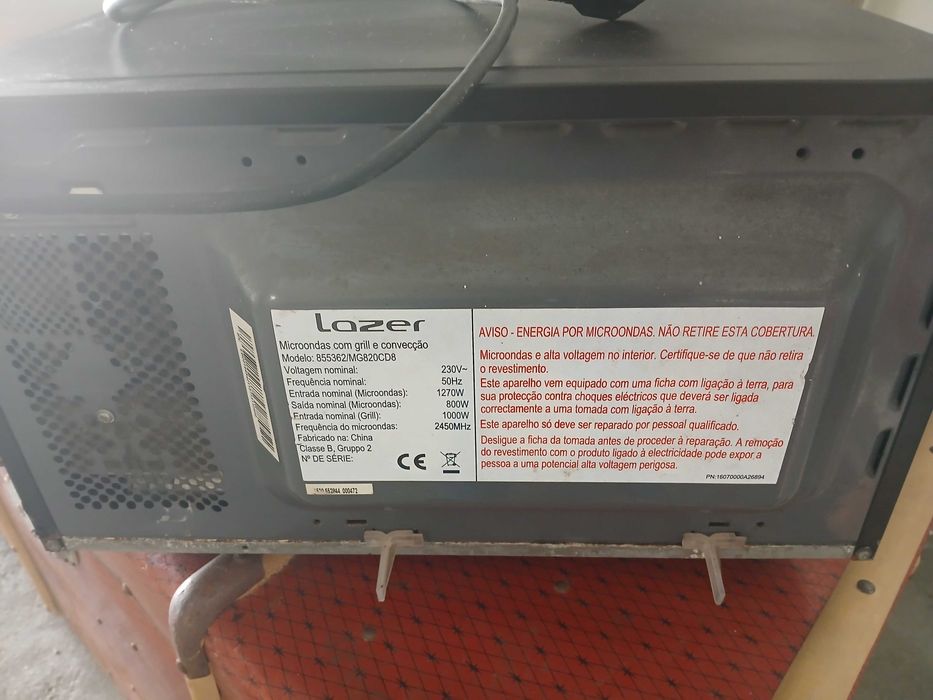 Lazer
Microondas com grill e convecção
Modelo: 855362/MG820CD8
Voltagem nominal: 230V~
Frequência nominal: 50Hz
Entrada nominal (Microondas): 1270W
Saída nominal (Microondas): 800W
Entrada nominal (Grill): 1000W
Frequência do microondas: 2450MHz
Fabricado na: China
Classe B, Gruppo 2
Nº DE SÉRIE:
CE
AVISO - ENERGIA POR MICROONDAS. NÃO RETIRE ESTA COBERTURA.
Microondas e alta voltagem no interior. Certifique-se de que não retira
o revestimento.
Este aparelho vem equipado com uma ficha com ligação à terra, para
sua protecção contra choques eléctricos que deverá ser ligada
correctamente a uma tomada com ligação à terra.
Este aparelho só deve ser reparado por pessoal qualificado.
Desligue a ficha da tomada antes de proceder à reparação. A remoção
do revestimento com o produto ligado à electricidade pode expor a
pessoa a uma potencial alta voltagem perigosa.
PN:16070000A26894
000472